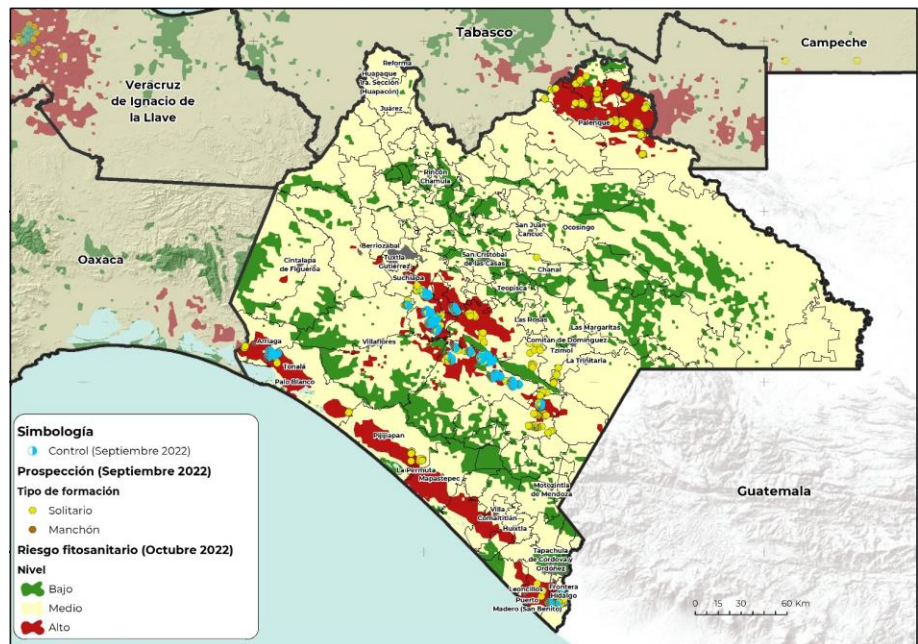 Tabasco
Campeche
Veracruz
de Ignacio de
la Llave
Reforma
Huapaque
1ra. Sección
(Huapacón)
Juárez
Palenque
Rincón
Chamula
San Juan
Cancuc
Ocosingo
Oaxaca
Berriozábal
Tuxtla
Gutiérrez
San Cristóbal
de las Casas
Chanal
Cintalapa
de Figueroa
Suchiapa
Teopisca
Las Rosas
Las Margaritas
Arriaga
Villaflores
Comitán de Domínguez
Tzimol
La Trinitaria
Tonalá
Palo Blanco
Pijijiapan
La Permuta
Mapastepec
Motozintla
de Mendoza
Guatemala
Villa
Comaltitlán
Huixtla
Tapachula
de Córdova y
Ordóñez
Leoncillos
Frontera
Hidalgo
Puerto
Madero (San Benito)
Simbología
Control (Septiembre 2022)
Prospección (Septiembre 2022)
Tipo de formación
Solitario
Manchón
Riesgo fitosanitario (Octubre 2022)
Nivel
Bajo
Medio
Alto
0 15 30 60 Km